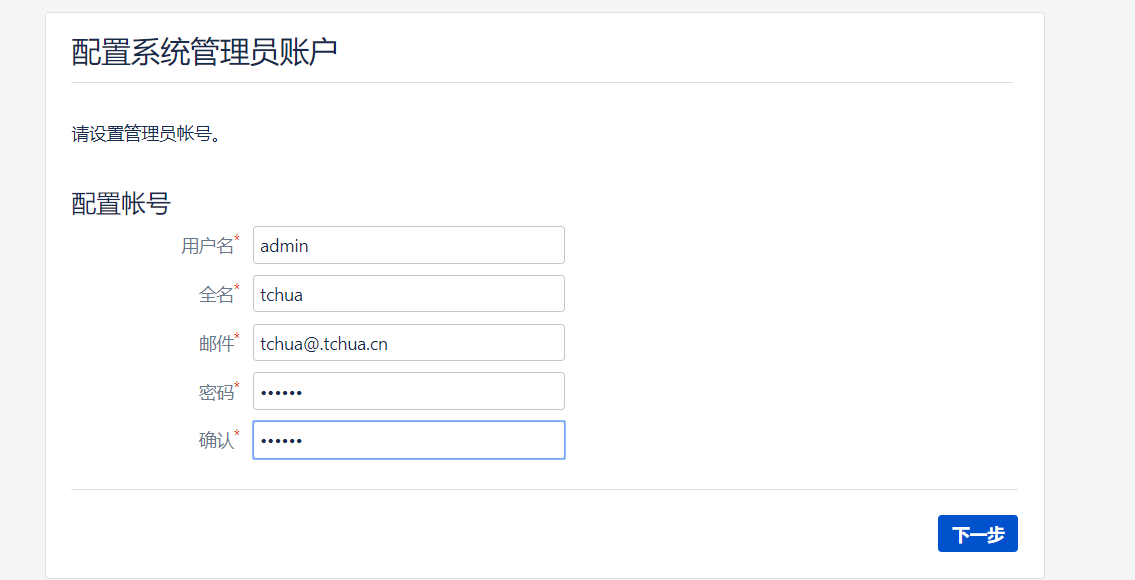 配置系统管理员账户
请设置管理员帐号。
配置帐号
用户名* admin
全名* tchua
邮件* tchua@.tchua.cn
密码* ••••••
确认* ••••••
下一步